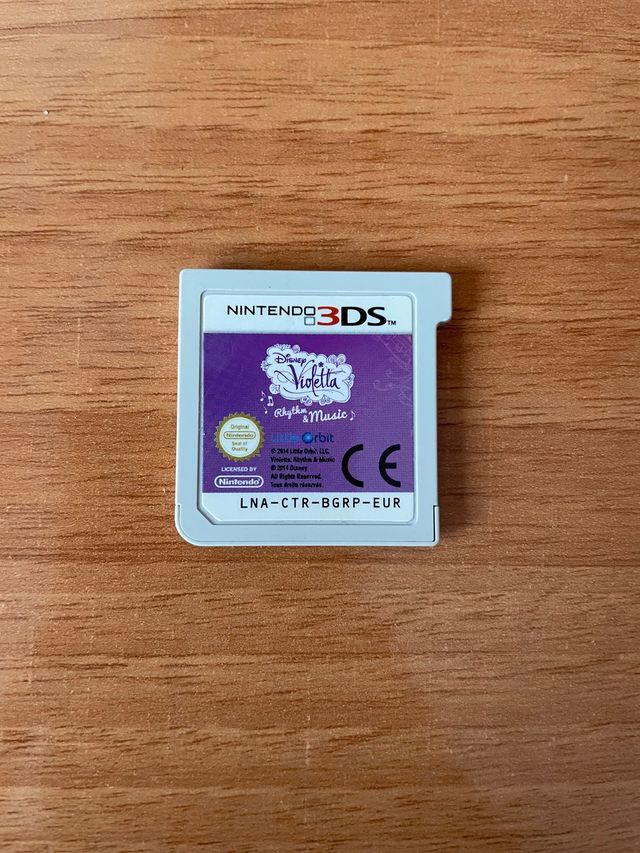 NINTENDO 3DS™
Disney
Violetta
Rhythm
& Music
Little Orbit
Original
Nintendo
Seal of
Quality
© 2014 Little Orbit, LLC.
Violetta: Rhythm & Music
© 2014 Disney
All Rights Reserved.
Tous droits réservés.
CE
LICENSED BY
Nintendo
LNA-CTR-BGRP-EUR